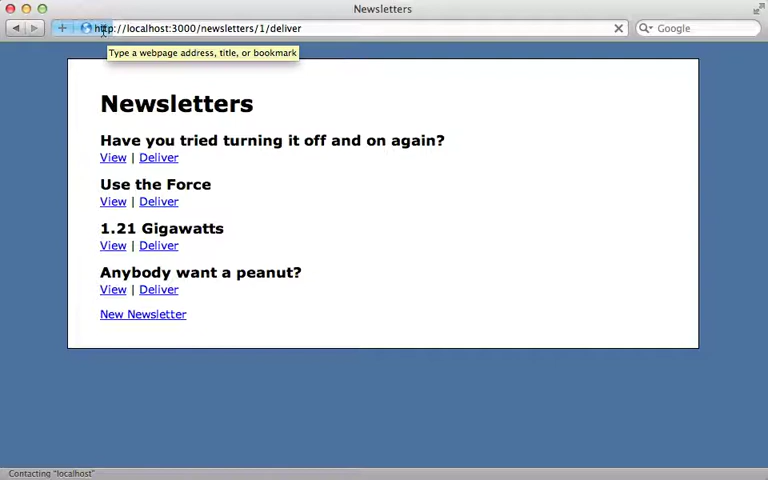 Newsletters
http://localhost:3000/newsletters/1/deliver
Google
Type a webpage address, title, or bookmark
Newsletters
Have you tried turning it off and on again?
View | Deliver
Use the Force
View | Deliver
1.21 Gigawatts
View | Deliver
Anybody want a peanut?
View | Deliver
New Newsletter
Contacting "localhost"